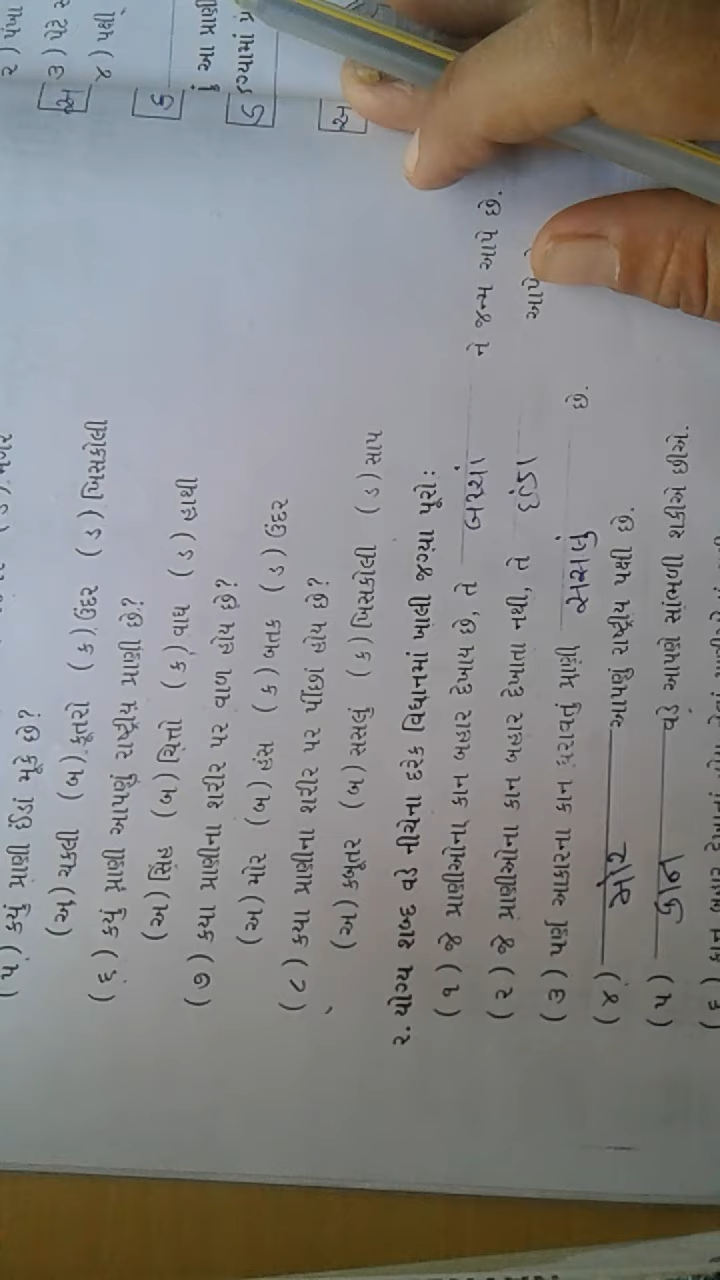 (૫) કયું પ્રાણી ઈંડાં મૂકે છે?
(અ) ચકલી (બ) કૂતરો (ક) ઉંદર (ડ) ખિસકોલી
(૬) કયું પ્રાણી આપણું રાષ્ટ્રીય પ્રાણી છે?
(અ) સિંહ (બ) ચિત્તો (ક) વાઘ (ડ) હાથી
ક
(૭) કયા પ્રાણીના શરીર પર વાળ હોય છે?
(અ) મોર (બ) હંસ (ક) બતક (ડ) ઉંદર
ડ
(૮) કયા પ્રાણીના શરીર પર પીંછાં હોય છે?
(અ) કબૂતર (બ) સસલું (ક) ખિસકોલી (ડ) સાપ
અ
૨. યોગ્ય શબ્દ વડે નીચેના દરેક વિધાનમાં ખાલી જગ્યા પૂરો:
(૧) જે પ્રાણીઓના કાન બહાર દેખાય છે, તે બચ્ચાં ને જન્મ આપે છે.
(૨) જે પ્રાણીઓના કાન બહાર દેખાતા નથી, તે ઇંડા
(૩) પર્ણ આકારના કાન ધરાવતું પ્રાણી સસલું છે.
(૪) મોર આપણું રાષ્ટ્રીય પક્ષી છે.
(૫) કાન વડે આપણે સાંભળી શકીએ છીએ.